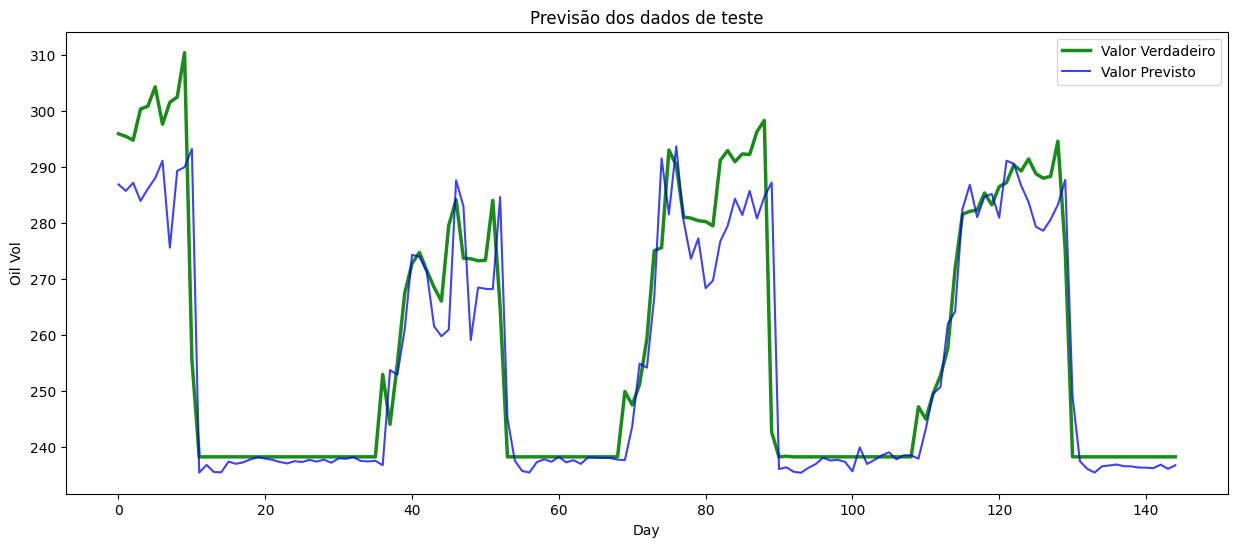 Previsão dos dados de teste
Valor Verdadeiro
Valor Previsto
Oil Vol
310
300
290
280
270
260
250
240
0 20 40 60 80 100 120 140
Day